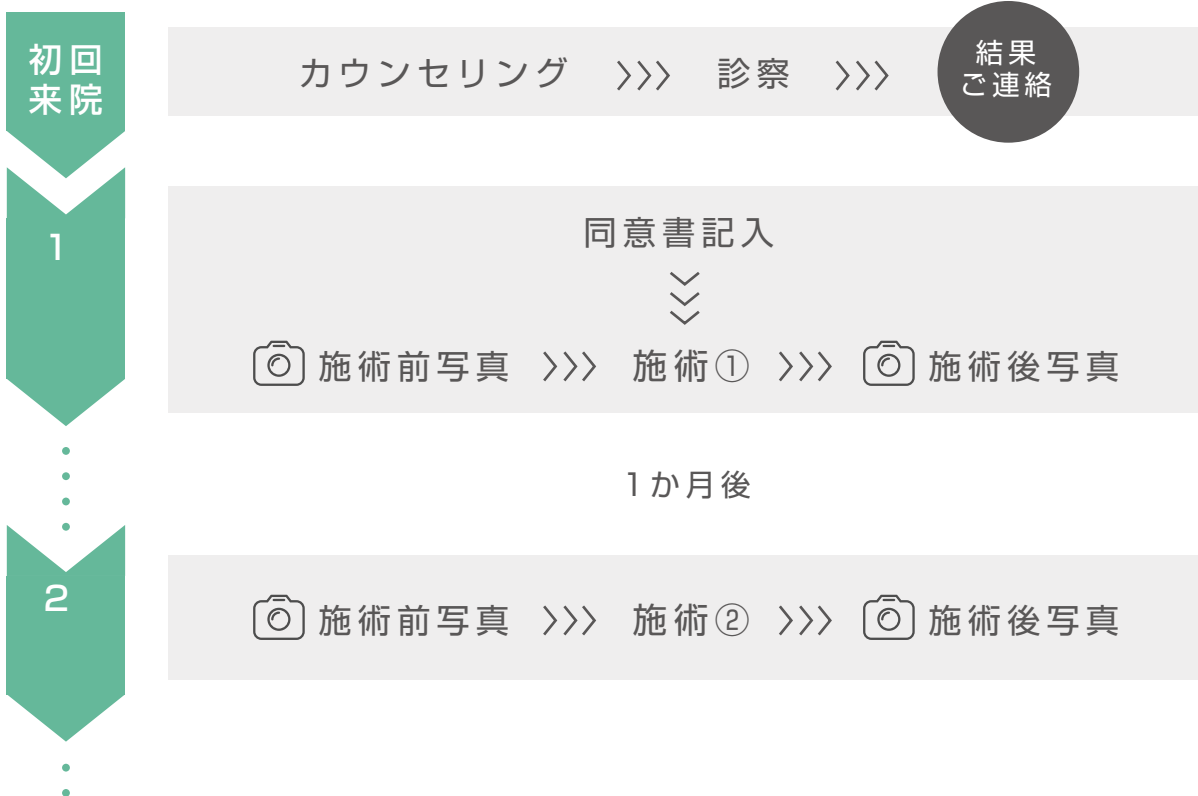 初回
来院
カウンセリング 〉〉〉 診察 〉〉〉
結果
ご連絡
1
同意書記入
施術前写真 〉〉〉 施術① 〉〉〉 施術後写真
1か月後
2
施術前写真 〉〉〉 施術② 〉〉〉 施術後写真